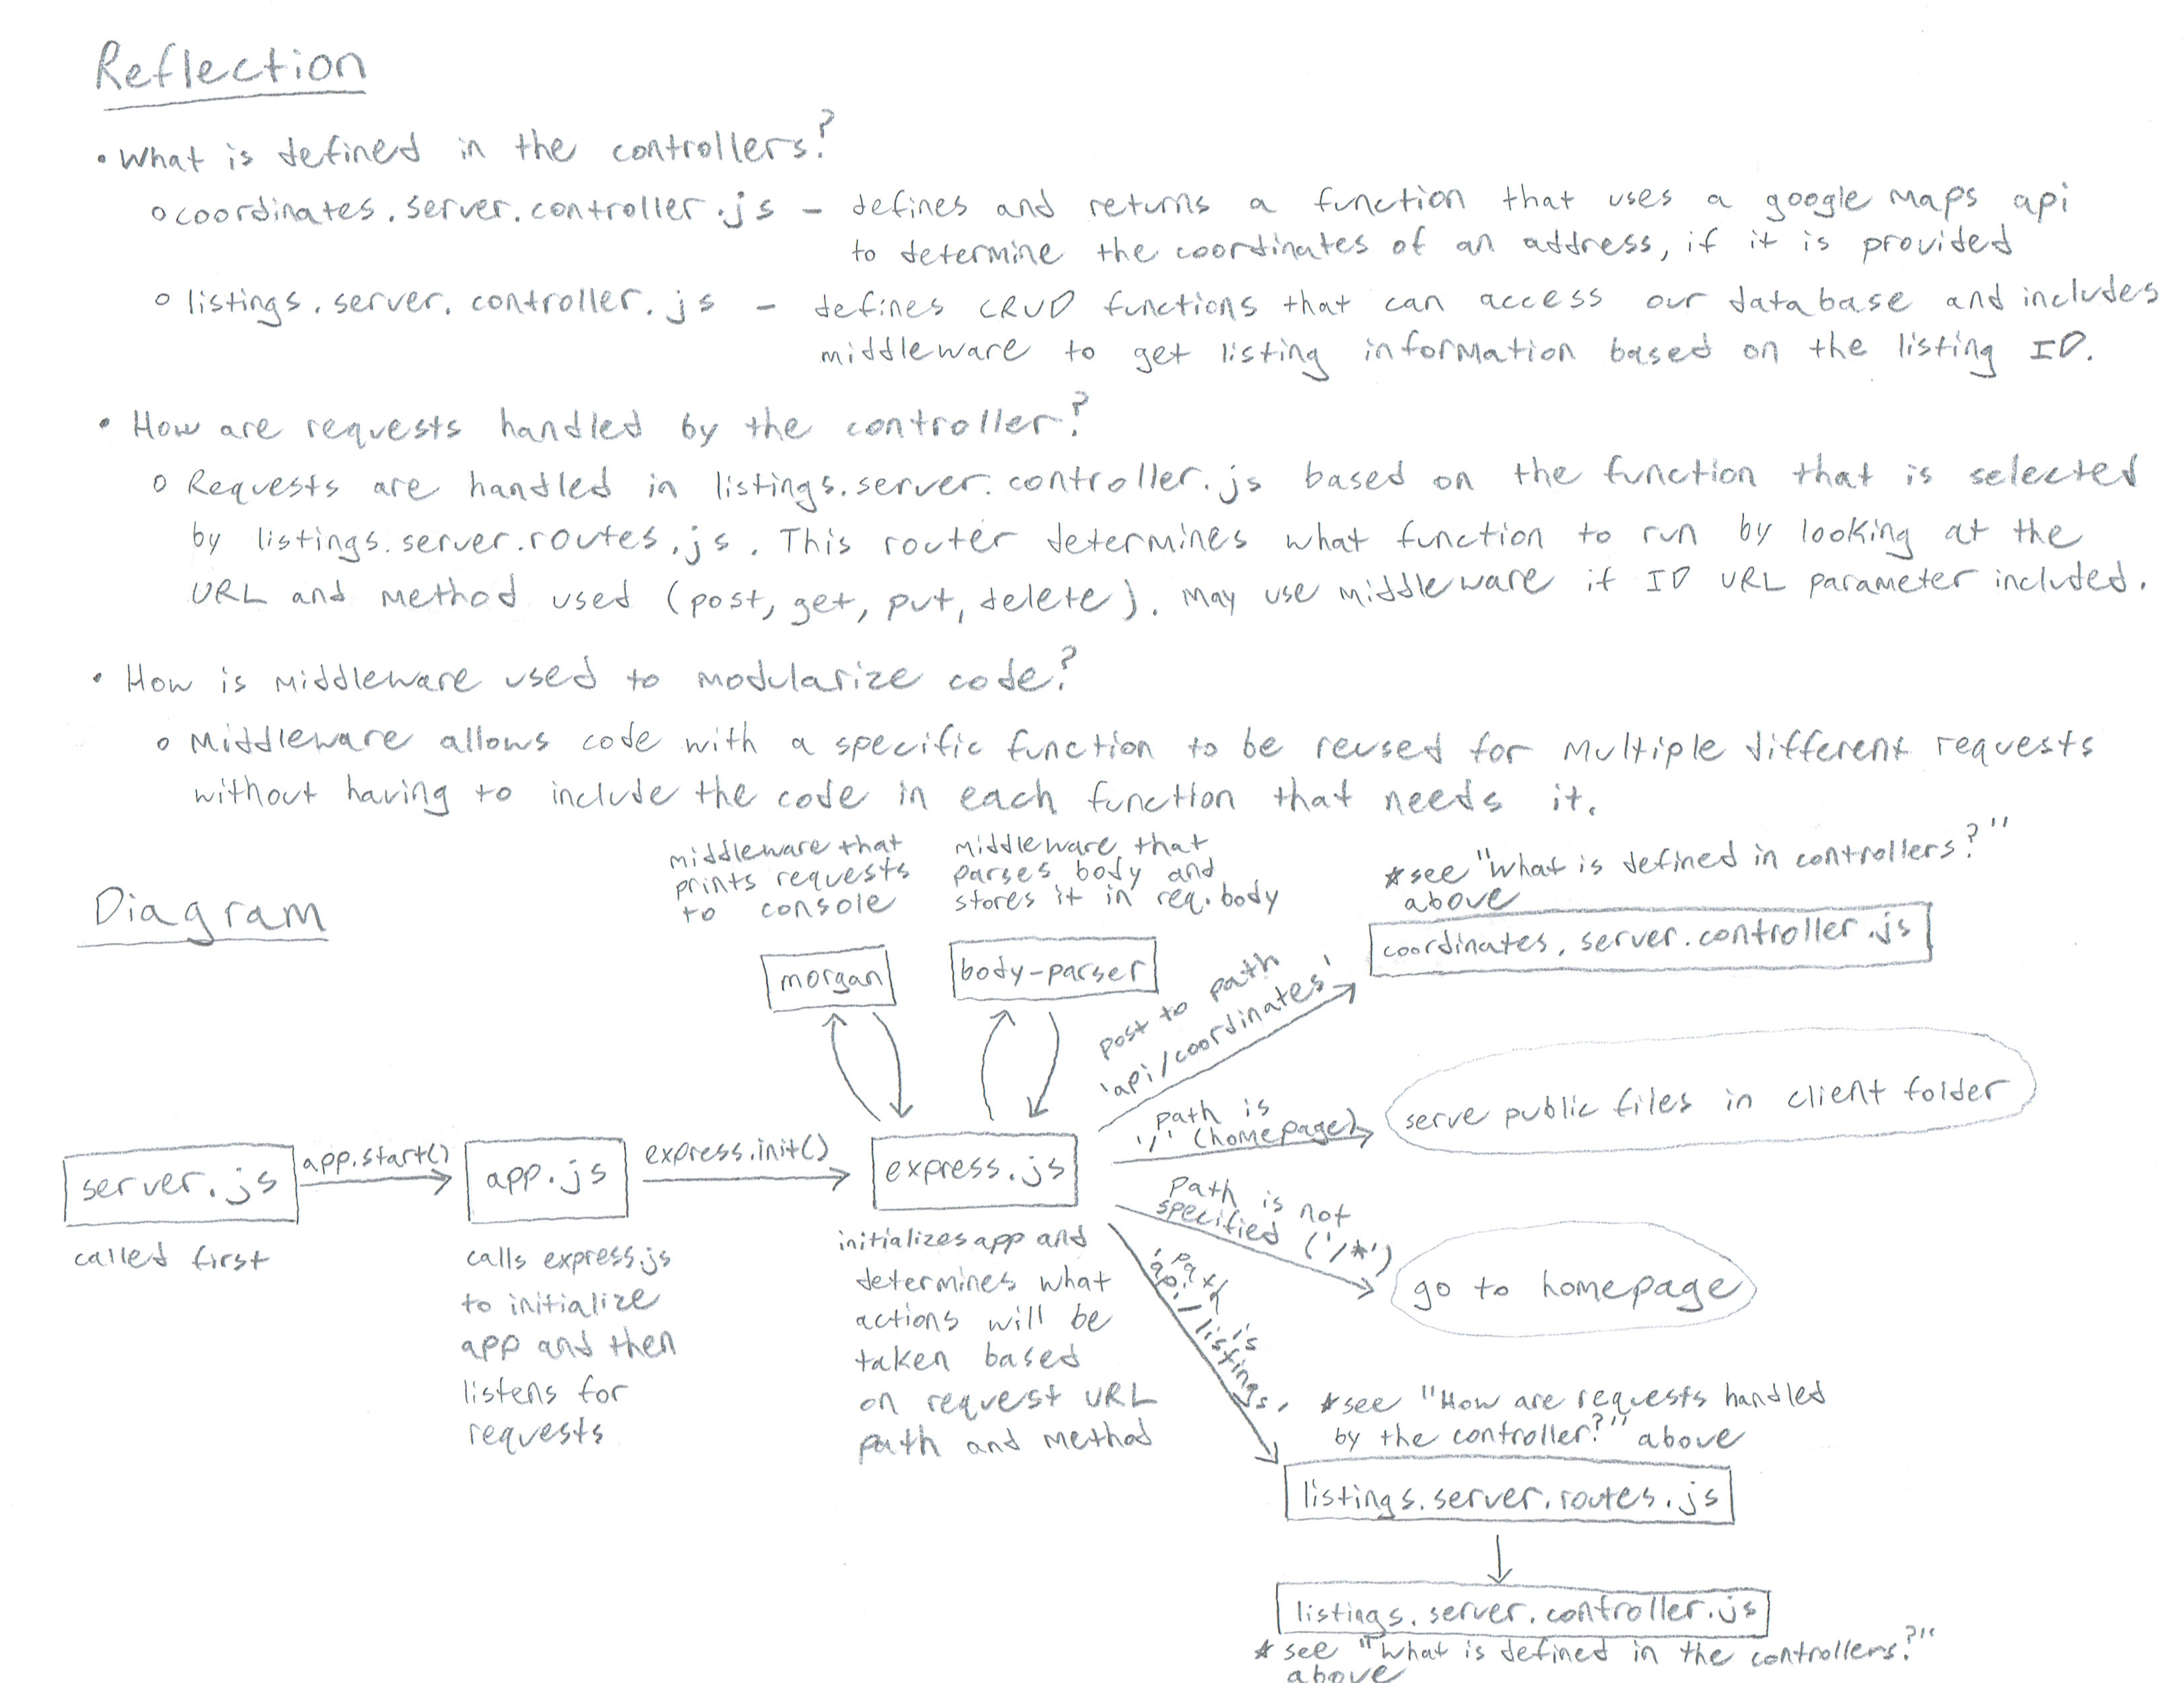 Reflection
• What is defined in the controllers?
o coordinates.server.controller.js - defines and returns a function that uses a google maps api
to determine the coordinates of an address, if it is provided
o listings.server.controller.js - defines CRUD functions that can access our database and includes
middleware to get listing information based on the listing ID.
• How are requests handled by the controller?
o Requests are handled in listings.server.controller.js based on the function that is selected
by listings.server.routes.js. This router determines what function to run by looking at the
URL and method used (post, get, put, delete). May use middleware if ID URL parameter included.
• How is middleware used to modularize code?
o Middleware allows code with a specific function to be reused for multiple different requests
without having to include the code in each function that needs it.
Diagram
middleware that
prints requests
to console
morgan
middleware that
parses body and
stores it in req.body
body-parser
*see "What is defined in controllers?"
above
coordinates.server.controller.js
post to path
'api/coordinates'
path is
'/' (homepage)
serve public files in client folder
server.js
called first
app.start()
app.js
calls express.js
to initialize
app and then
listens for
requests
express.init()
express.js
initializes app and
determines what
actions will be
taken based
on request URL
path and method
path is not
specified ('/*')
go to homepage
path is
'api/listings'
*see "How are requests handled
by the controller?" above
listings.server.routes.js
listings.server.controller.js
*see "What is defined in the controllers?"
above